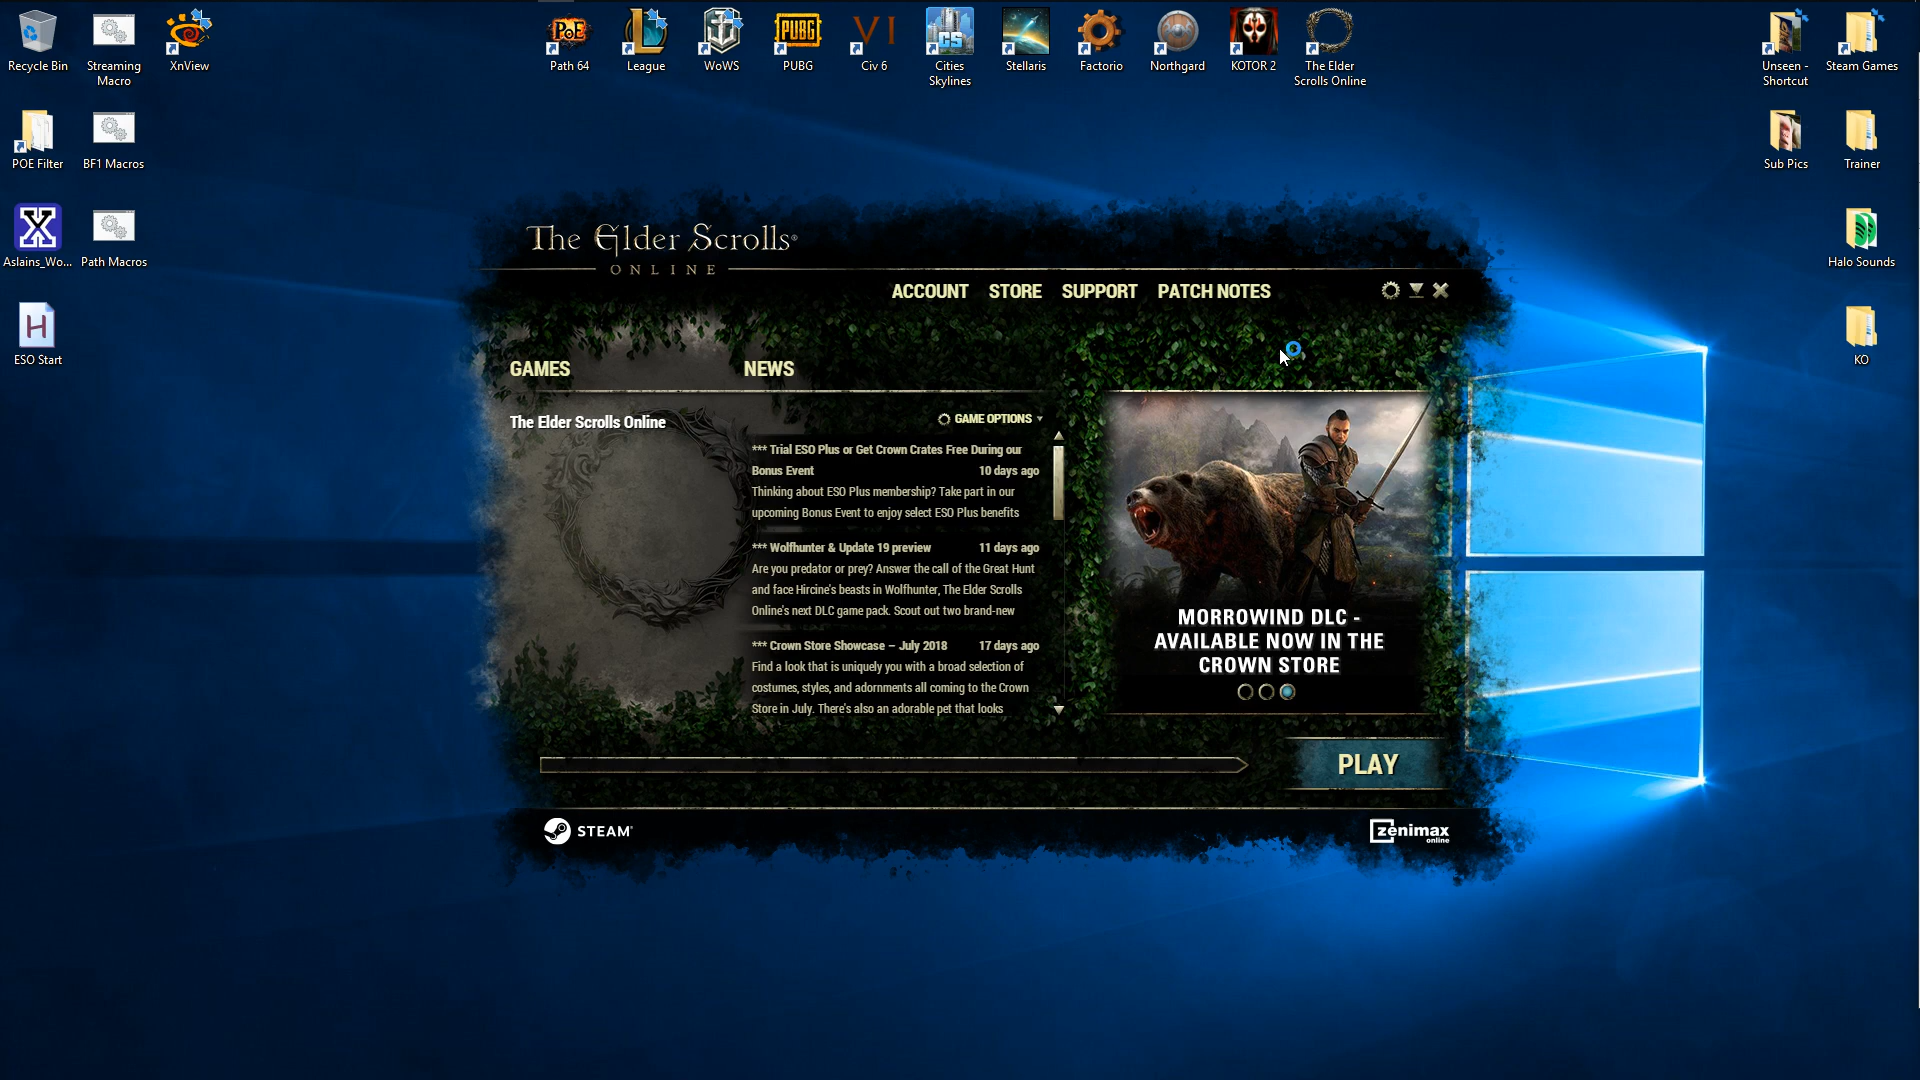 Recycle Bin
Streaming
Macro
XnView
PoE
Path 64
League
WoWS
PUBG
PUBG
VI
Civ 6
CS
Cities
Skylines
Stellaris
Factorio
Northgard
KOTOR 2
The Elder
Scrolls Online
Unseen -
Shortcut
Steam Games
POE Filter
BF1 Macros
Sub Pics
Trainer
X
Aslains_Wo...
Path Macros
Halo Sounds
H
ESO Start
KO
The Elder Scrolls®
ONLINE
ACCOUNT
STORE
SUPPORT
PATCH NOTES
GAMES
NEWS
The Elder Scrolls Online
GAME OPTIONS
*** Trial ESO Plus or Get Crown Crates Free During our
Bonus Event 10 days ago
Thinking about ESO Plus membership? Take part in our
upcoming Bonus Event to enjoy select ESO Plus benefits
*** Wolfhunter & Update 19 preview 11 days ago
Are you predator or prey? Answer the call of the Great Hunt
and face Hircine's beasts in Wolfhunter, The Elder Scrolls
Online's next DLC game pack. Scout out two brand-new
*** Crown Store Showcase – July 2018 17 days ago
Find a look that is uniquely you with a broad selection of
costumes, styles, and adornments all coming to the Crown
Store in July. There's also an adorable pet that looks
MORROWIND DLC -
AVAILABLE NOW IN THE
CROWN STORE
PLAY
STEAM®
zenimax
online